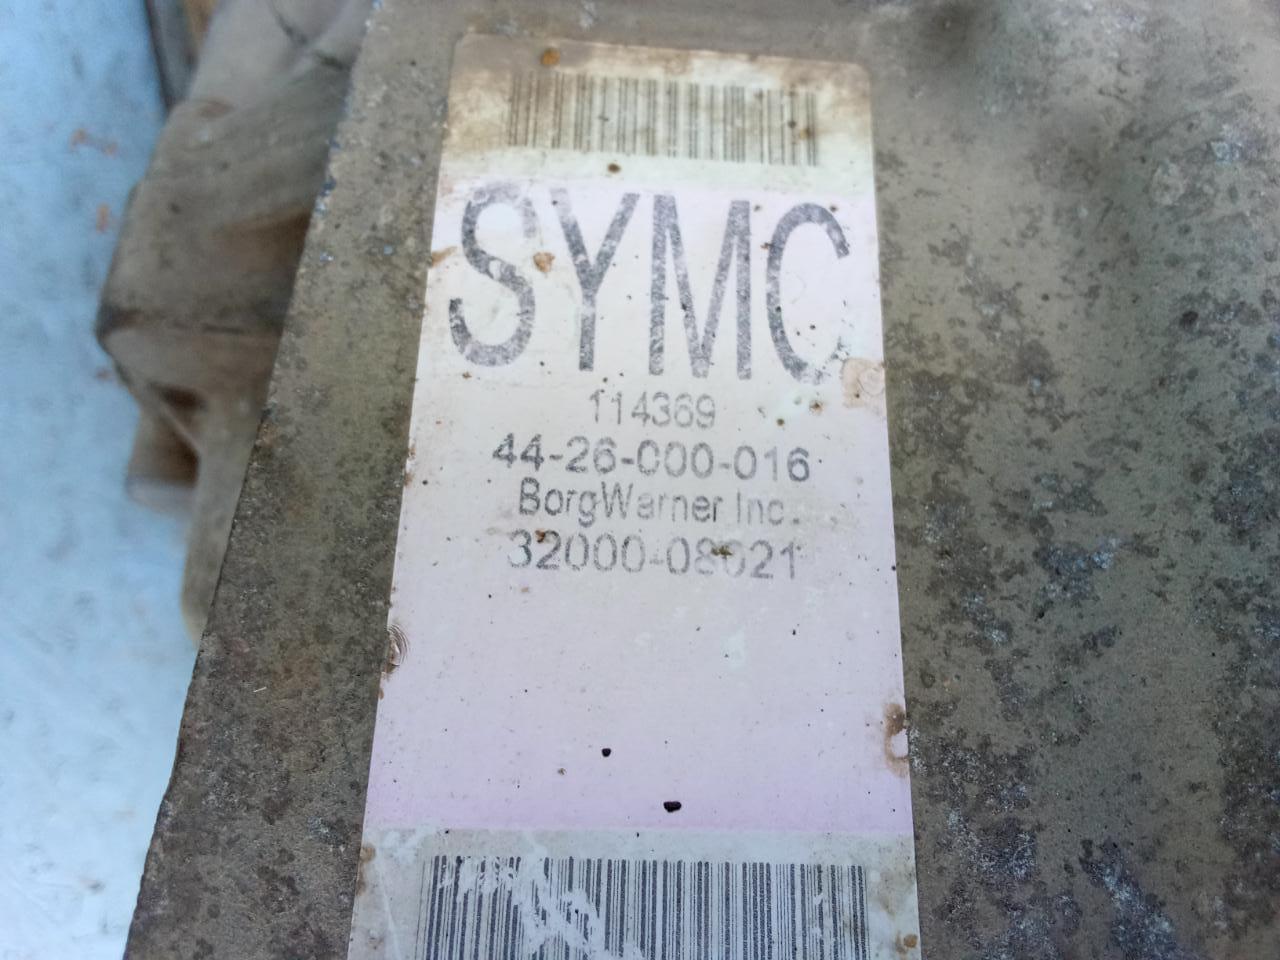 SYMC
114369
44-26-000-016
BorgWarner Inc.
32000-08021